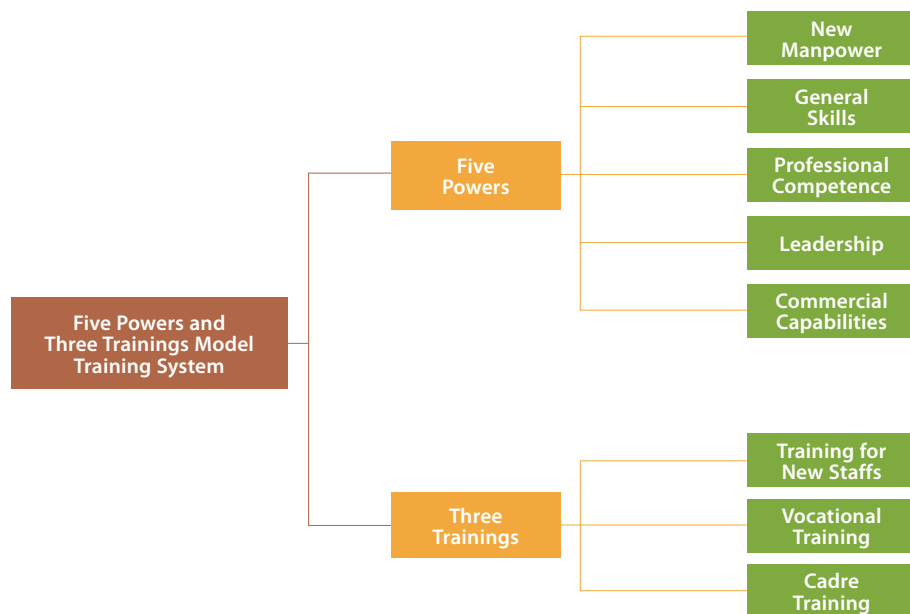 Five Powers and
Three Trainings Model
Training System
Five
Powers
New
Manpower
General
Skills
Professional
Competence
Leadership
Commercial
Capabilities
Three
Trainings
Training for
New Staffs
Vocational
Training
Cadre
Training